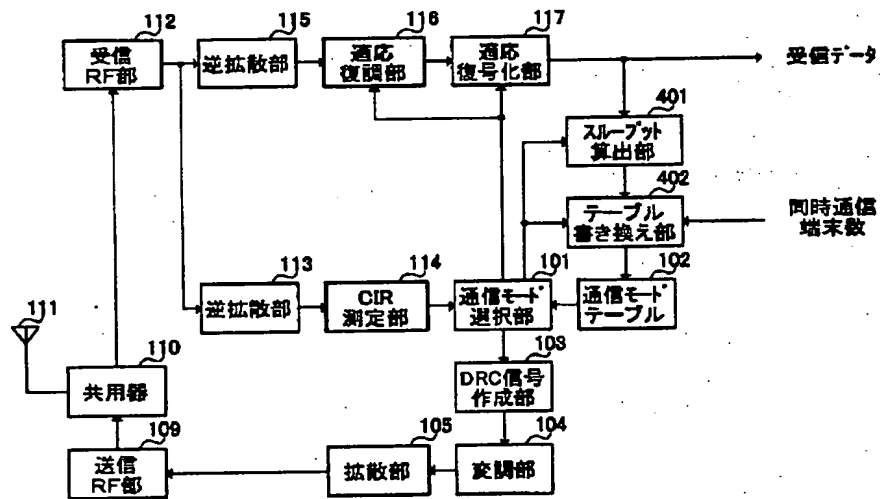 112
受信
RF部
115
逆拡散部
116
適応
復調部
117
適応
復号化部
受信データ
401
スループット
算出部
402
テーブル
書き換え部
同時通信
端末数
113
逆拡散部
114
CIR
測定部
101
通信モード
選択部
102
通信モード
テーブル
111
110
共用器
103
DRC信号
作成部
109
送信
RF部
105
拡散部
104
変調部